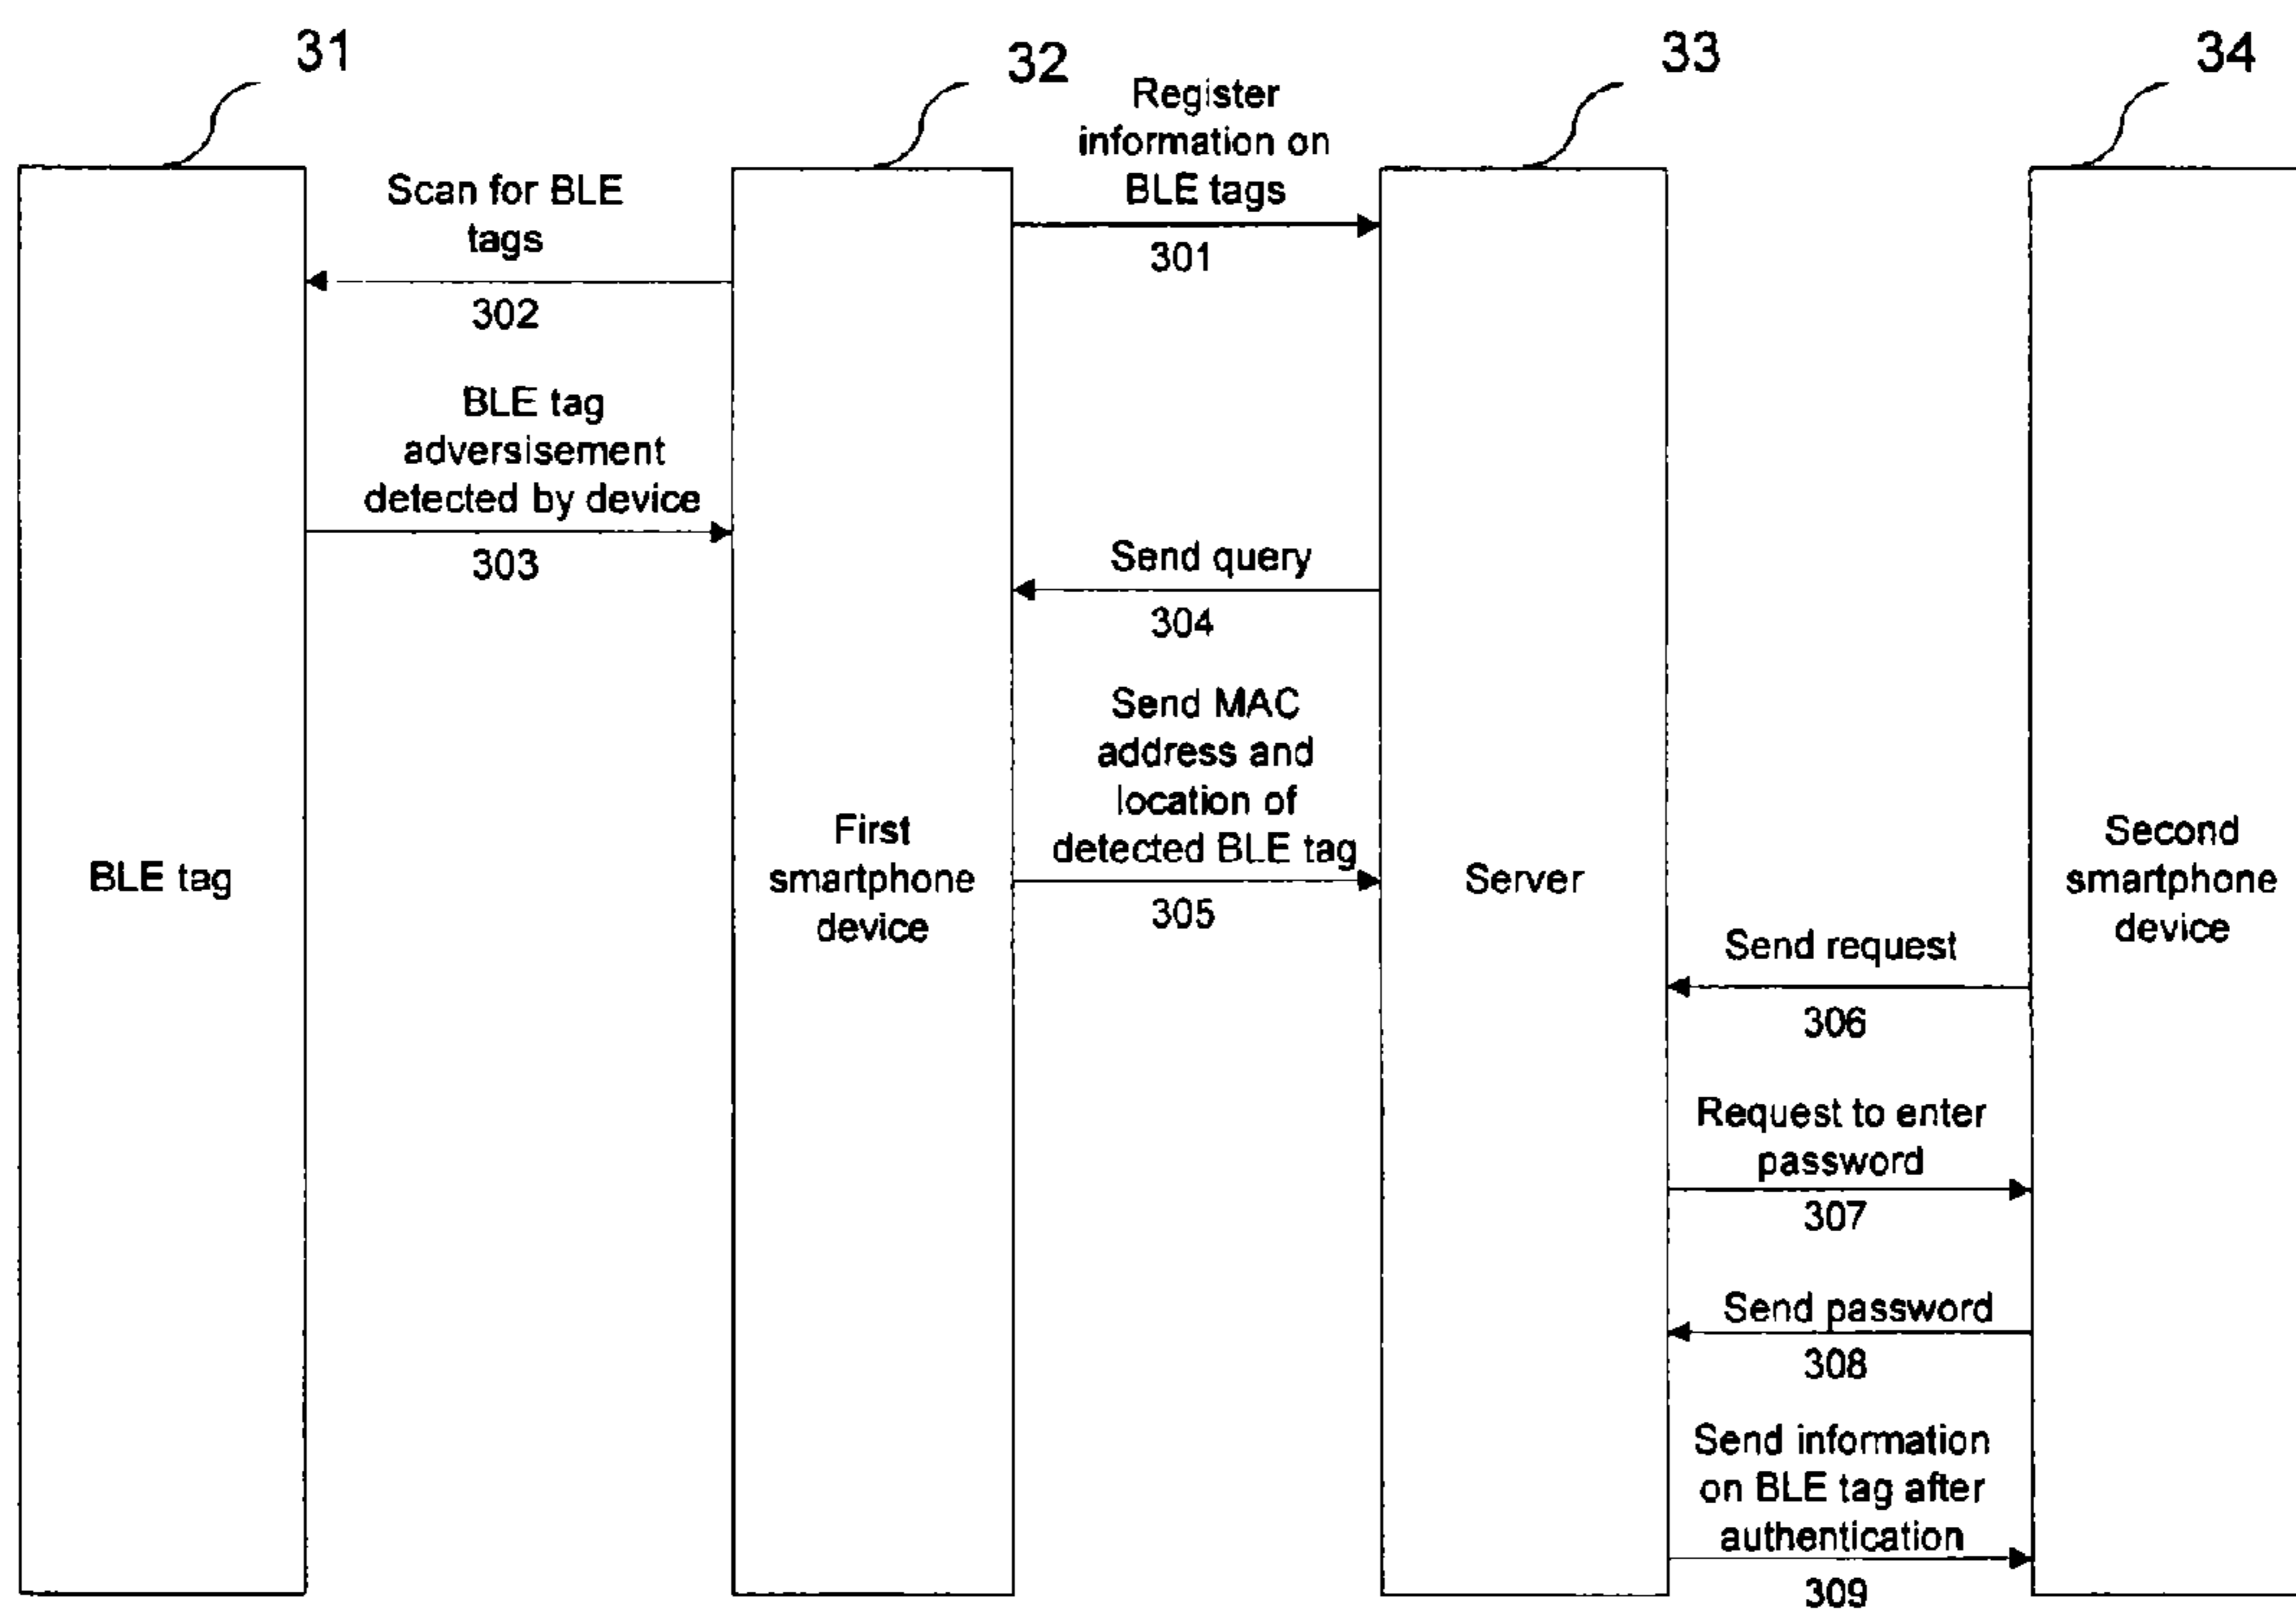 31
32
33
34
Register
information on
BLE tags
301
Scan for BLE
tags
302
BLE tag
adversisement
detected by device
303
Send query
304
Send MAC
address and
location of
detected BLE tag
305
BLE tag
First
smartphone
device
Server
Second
smartphone
device
Send request
306
Request to enter
password
307
Send password
308
Send information
on BLE tag after
authentication
309